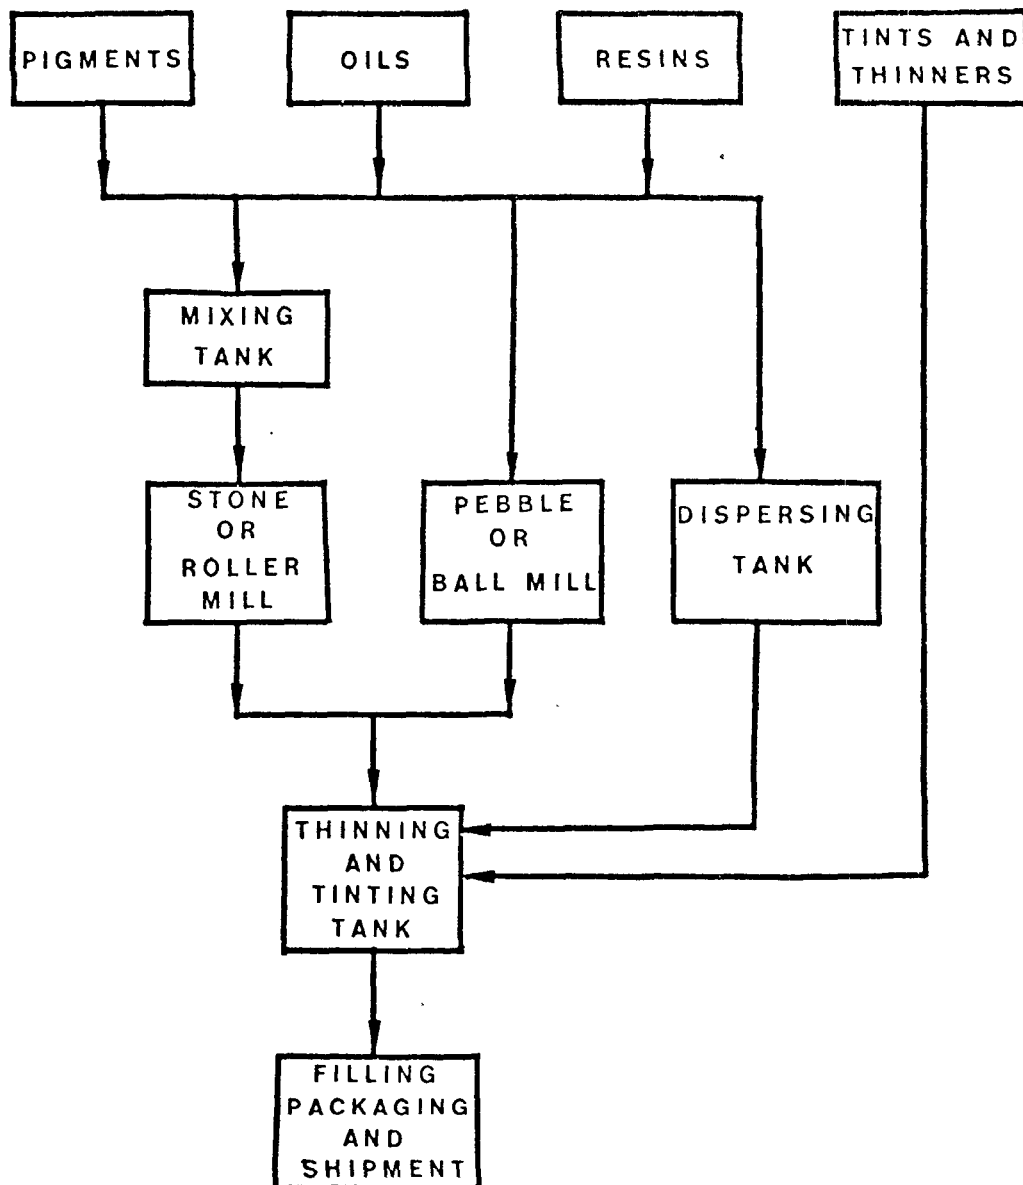 PIGMENTS
OILS
RESINS
TINTS AND
THINNERS
MIXING
TANK
STONE
OR
ROLLER
MILL
PEBBLE
OR
BALL MILL
DISPERSING
TANK
THINNING
AND
TINTING
TANK
FILLING
PACKAGING
AND
SHIPMENT